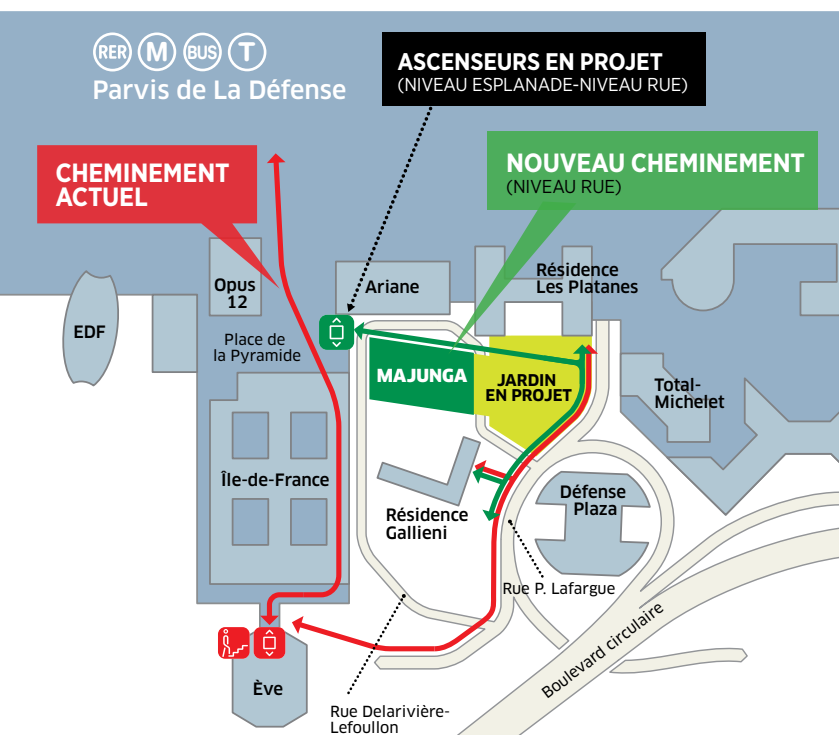 RER M BUS T
Parvis de La Défense
ASCENSEURS EN PROJET
(NIVEAU ESPLANADE-NIVEAU RUE)
CHEMINEMENT
ACTUEL
NOUVEAU CHEMINEMENT
(NIVEAU RUE)
Opus
12
Ariane
Résidence
Les Platanes
EDF
Place de
la Pyramide
MAJUNGA
JARDIN
EN PROJET
Total-
Michelet
Île-de-France
Résidence
Gallieni
Défense
Plaza
Rue P. Lafargue
Boulevard circulaire
Ève
Rue Delarivière-
Lefoullon